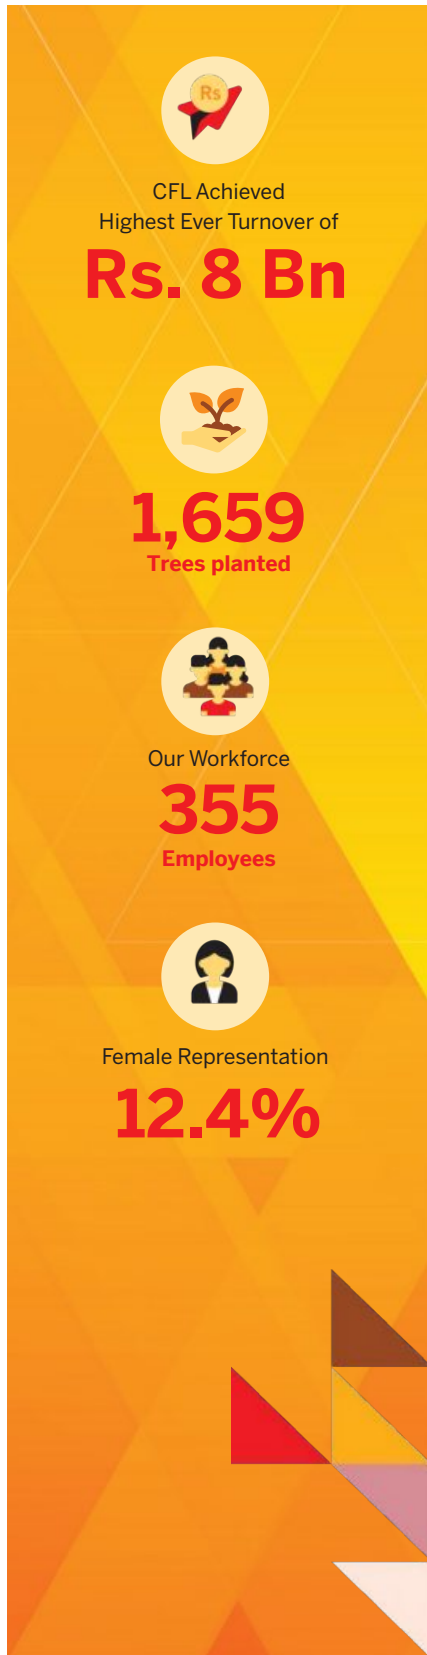 Rs
CFL Achieved
Highest Ever Turnover of
Rs. 8 Bn
1,659
Trees planted
Our Workforce
355
Employees
Female Representation
12.4%